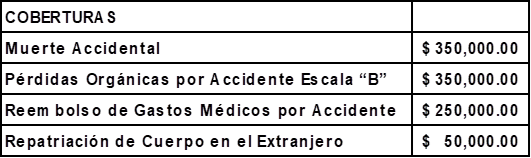 COBERTURAS
Muerte Accidental $ 350,000.00
Pérdidas Orgánicas por Accidente Escala “B” $ 350,000.00
Reembolso de Gastos Médicos por Accidente $ 250,000.00
Repatriación de Cuerpo en el Extranjero $ 50,000.00